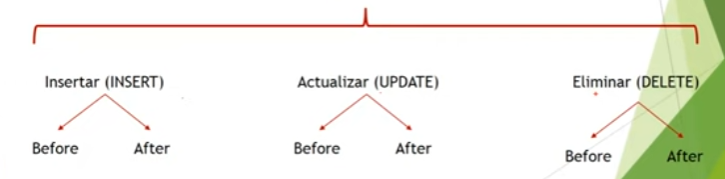 Insertar (INSERT) Actualizar (UPDATE) Eliminar (DELETE)
Before After Before After Before After